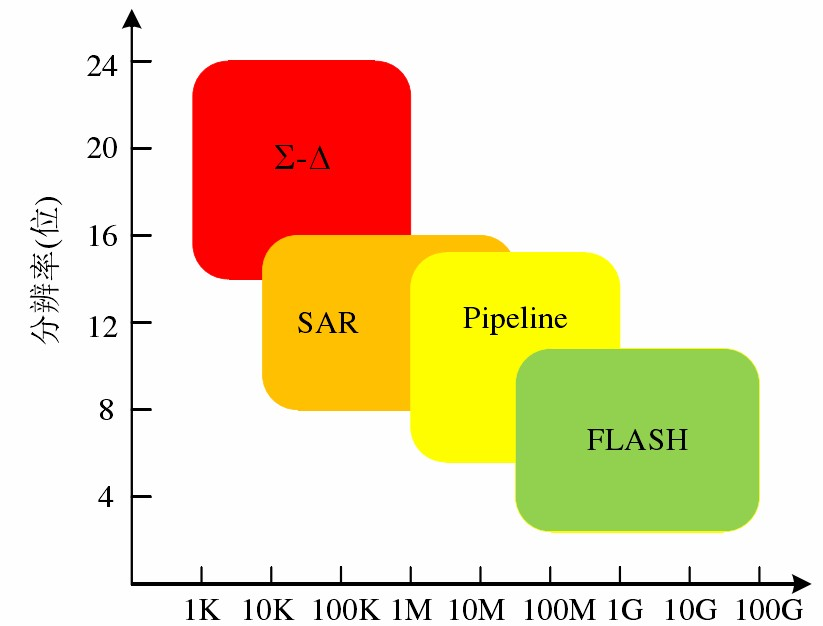 24
Σ-Δ
20
16
分辨率(位)
12
SAR
Pipeline
8
FLASH
4
1K 10K 100K 1M 10M 100M 1G 10G 100G